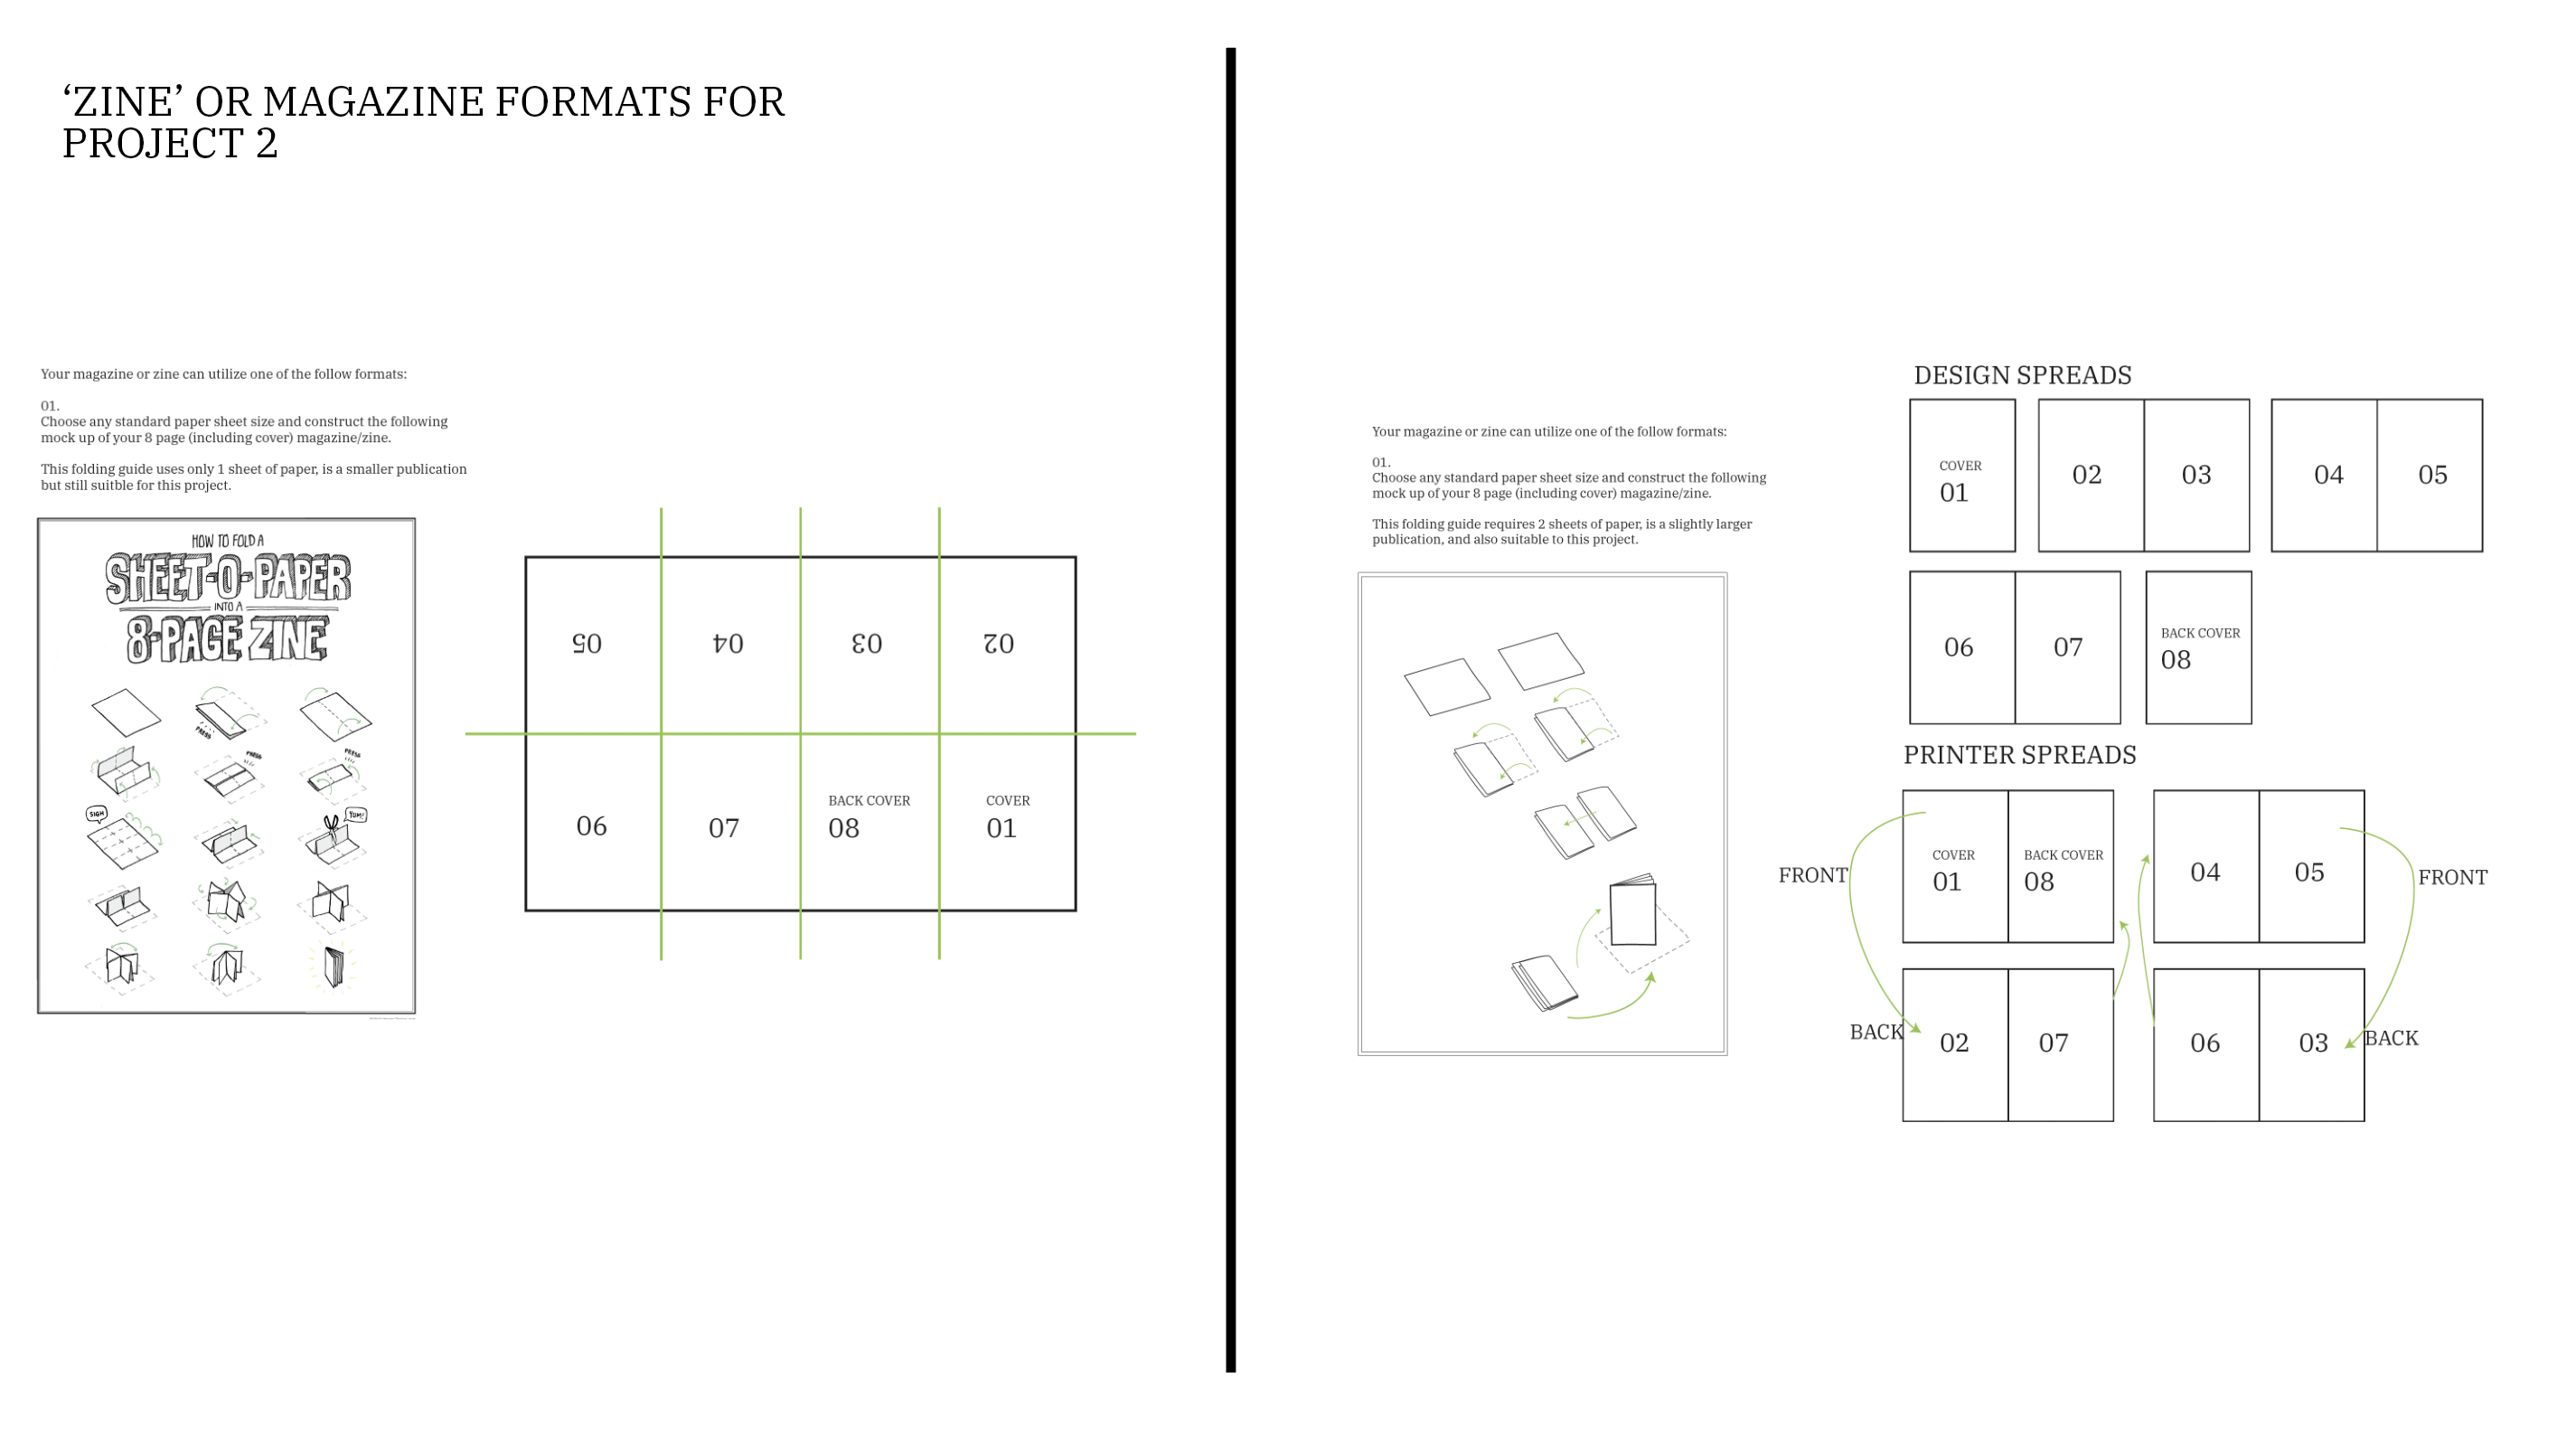 ‘ZINE’ OR MAGAZINE FORMATS FOR
PROJECT 2
Your magazine or zine can utilize one of the follow formats:
01.
Choose any standard paper sheet size and construct the following
mock up of your 8 page (including cover) magazine/zine.
This folding guide uses only 1 sheet of paper, is a smaller publication
but still suitble for this project.
HOW TO FOLD A
SHEET-O-PAPER
INTO A
8-PAGE ZINE
PRESS
PRESS
PRESS
SIGH
YUM!
05
04
03
02
06
07
BACK COVER
08
COVER
01
Your magazine or zine can utilize one of the follow formats:
01.
Choose any standard paper sheet size and construct the following
mock up of your 8 page (including cover) magazine/zine.
This folding guide requires 2 sheets of paper, is a slightly larger
publication, and also suitable to this project.
DESIGN SPREADS
COVER
01
02
03
04
05
06
07
BACK COVER
08
PRINTER SPREADS
FRONT
COVER
01
BACK COVER
08
04
05
FRONT
BACK
02
07
06
03
BACK